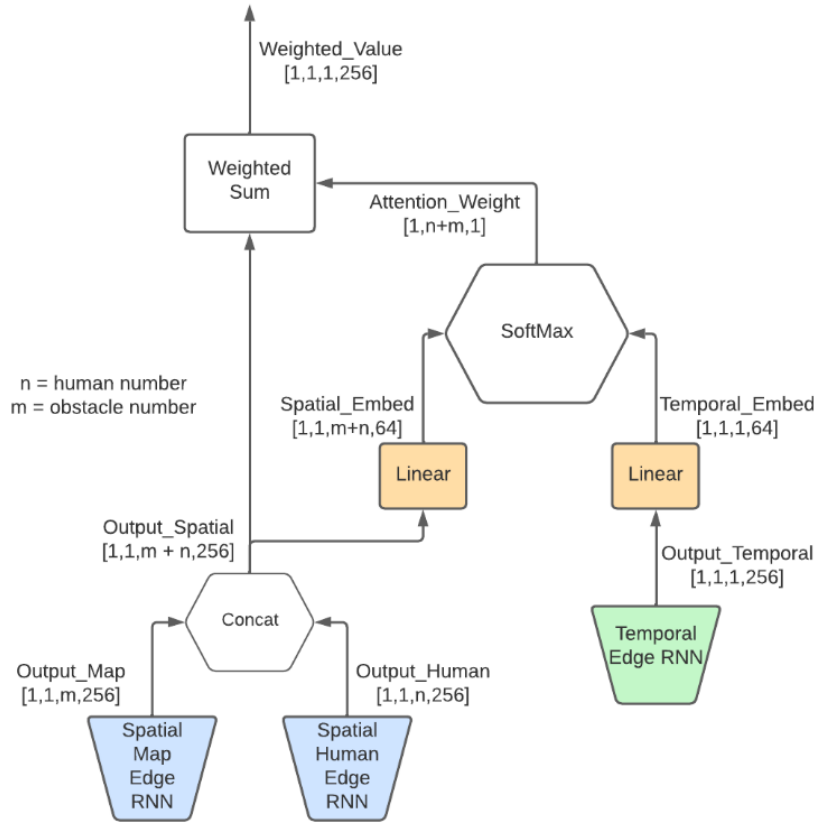 Weighted_Value
[1,1,1,256]
Weighted
Sum
Attention_Weight
[1,n+m,1]
SoftMax
n = human number
m = obstacle number
Spatial_Embed
[1,1,m+n,64]
Temporal_Embed
[1,1,1,64]
Linear
Linear
Output_Spatial
[1,1,m + n,256]
Output_Temporal
[1,1,1,256]
Concat
Temporal
Edge RNN
Output_Map
[1,1,m,256]
Output_Human
[1,1,n,256]
Spatial
Map
Edge
RNN
Spatial
Human
Edge
RNN